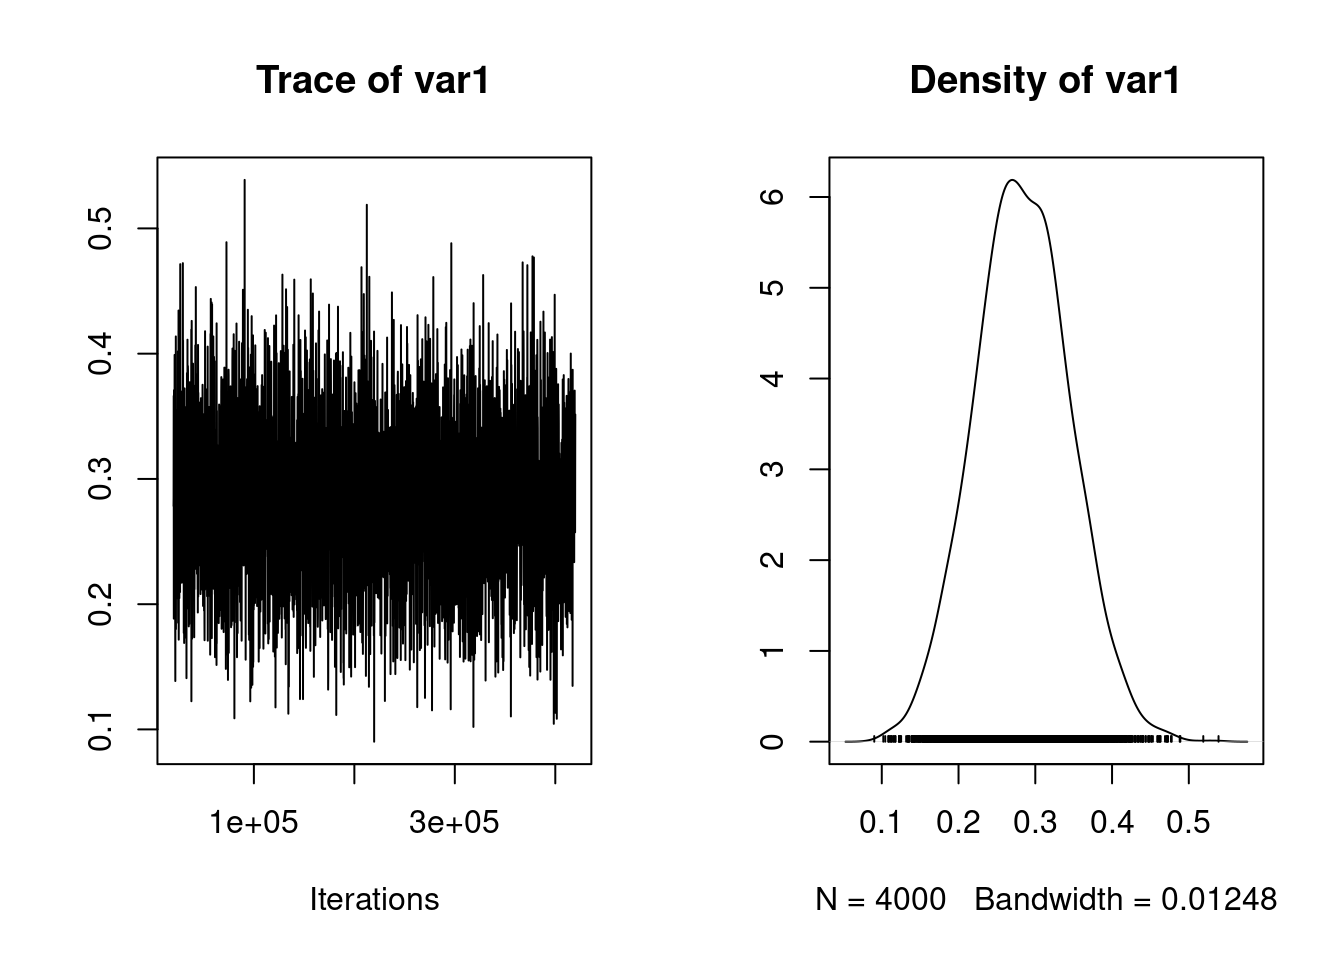 Trace of var1
0.5
0.4
0.3
0.2
0.1
1e+05 3e+05
Iterations
Density of var1
6
5
4
3
2
1
0
0.1 0.2 0.3 0.4 0.5
N = 4000 Bandwidth = 0.01248